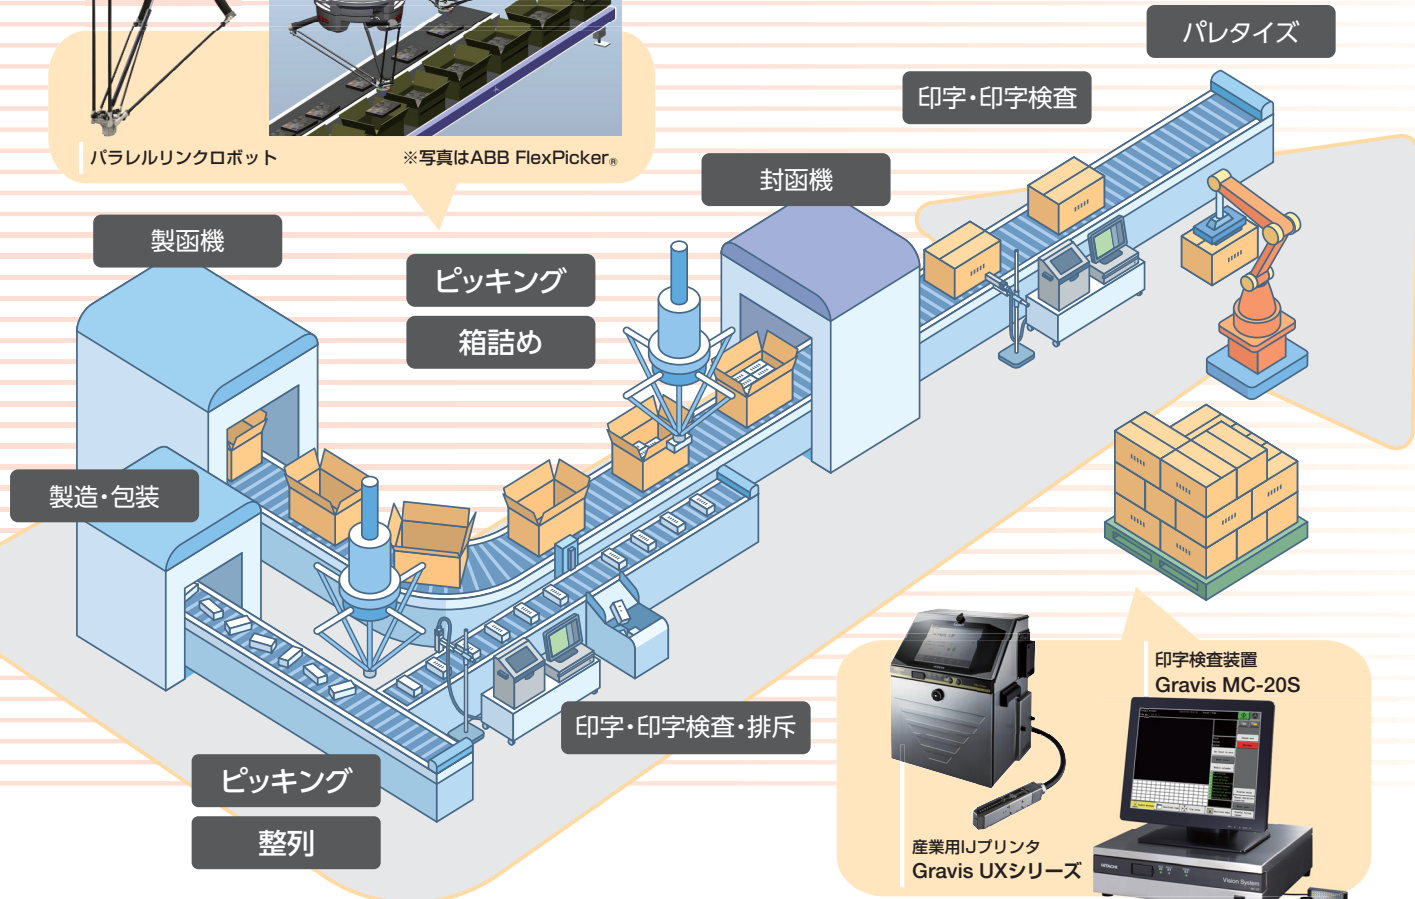 パレタイズ
印字・印字検査
パラレルリンクロボット
※写真はABB FlexPicker®
封函機
製函機
ピッキング
箱詰め
製造・包装
印字・印字検査・排斥
ピッキング
整列
印字検査装置
Gravis MC-20S
産業用IJプリンタ
Gravis UXシリーズ
HITACHI
Vision System